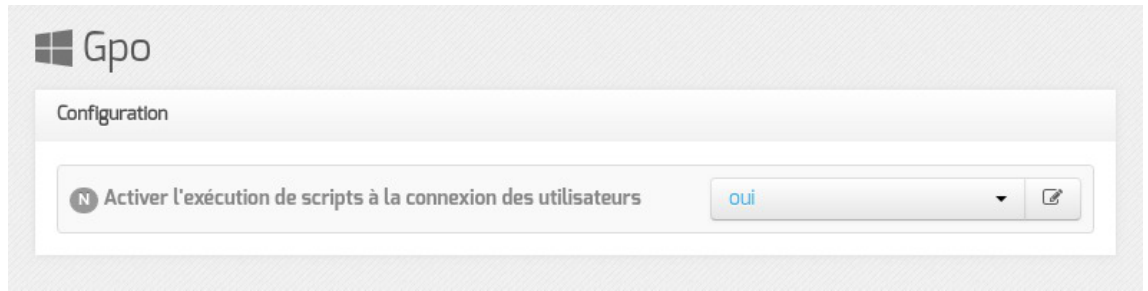 Gpo
Configuration
N Activer l'exécution de scripts à la connexion des utilisateurs oui